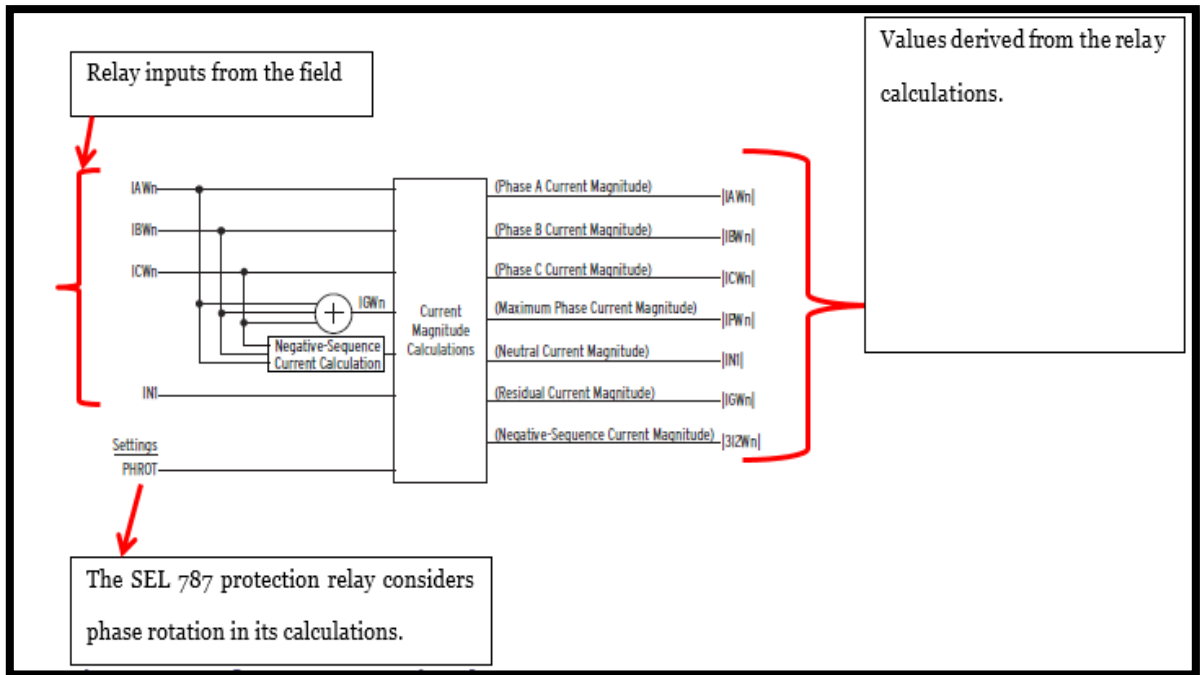 Values derived from the relay
calculations.
Relay inputs from the field
IAWn
IBWn
ICWn
IGWn
Negative-Sequence
Current Calculation
IN1
Settings
PHROT
Current
Magnitude
Calculations
(Phase A Current Magnitude)
|IAWn|
(Phase B Current Magnitude)
|IBWn|
(Phase C Current Magnitude)
|ICWn|
(Maximum Phase Current Magnitude)
|IPWn|
(Neutral Current Magnitude)
|IN1|
(Residual Current Magnitude)
|IGWn|
(Negative-Sequence Current Magnitude)
|3I2Wn|
The SEL 787 protection relay considers
phase rotation in its calculations.